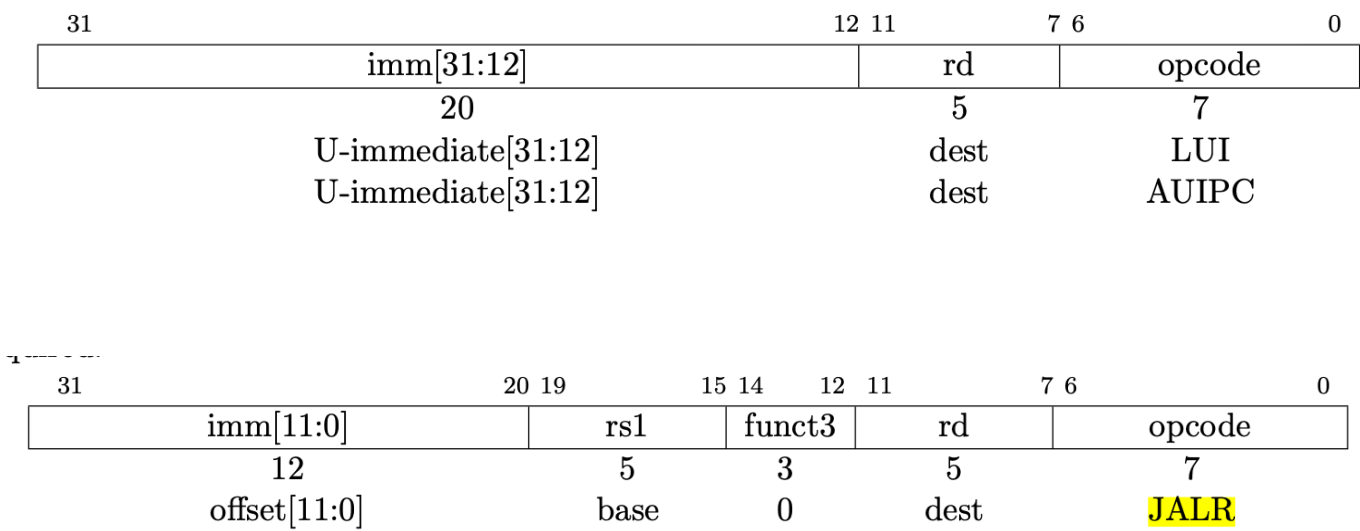 31 12 11 7 6 0
imm[31:12] rd opcode
20 5 7
U-immediate[31:12] dest LUI
U-immediate[31:12] dest AUIPC
31 20 19 15 14 12 11 7 6 0
imm[11:0] rs1 funct3 rd opcode
12 5 3 5 7
offset[11:0] base 0 dest JALR